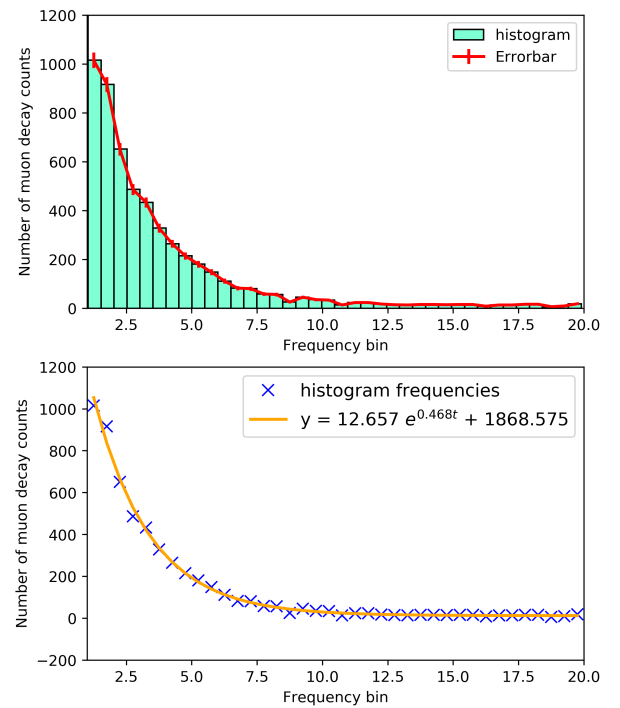 1200
1000
800
600
400
200
0
Number of muon decay counts
histogram
Errorbar
2.5 5.0 7.5 10.0 12.5 15.0 17.5 20.0
Frequency bin
1200
1000
800
600
400
200
0
−200
Number of muon decay counts
histogram frequencies
y = 12.657 e^0.468t + 1868.575
2.5 5.0 7.5 10.0 12.5 15.0 17.5 20.0
Frequency bin